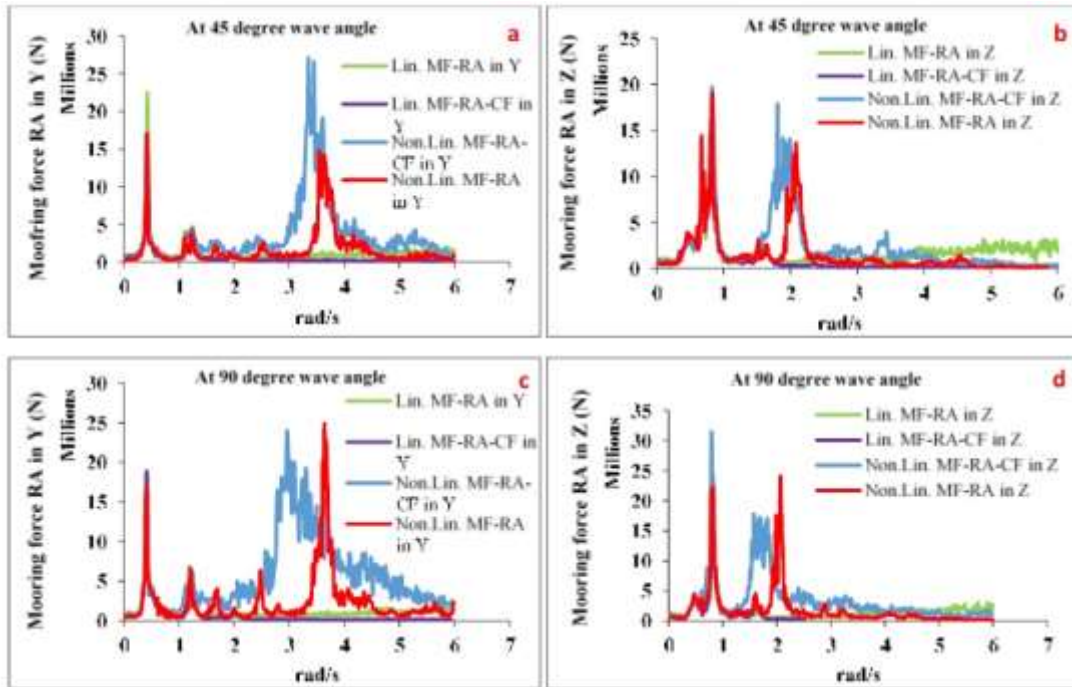 At 45 degree wave angle
a
Moofring force RA in Y (N)
Millions
30
25
20
15
10
5
0
0 1 2 3 4 5 6 7
rad/s
Lin. MF-RA in Y
Lin. MF-RA-CF in
Y
Non.Lin. MF-RA-
CF in Y
Non.Lin. MF-RA
in Y
At 45 dgree wave angle
b
Mooring force RA in Z (N)
Millions
25
20
15
10
5
0
0 1 2 3 4 5 6
rad/s
Lin. MF-RA in Z
Lin. MF-RA-CF in Z
Non.Lin. MF-RA-CF in Z
Non.Lin. MF-RA in Z
At 90 degree wave angle
c
Mooring force RA in Y (N)
Millions
30
25
20
15
10
5
0
0 1 2 3 4 5 6 7
rad/s
Lin. MF-RA in Y
Lin. MF-RA-CF in
Y
Non.Lin. MF-RA-
CF in Y
Non.Lin. MF-RA
in Y
At 90 degree wave angle
d
Mooring force RA in Z (N)
Millions
35
30
25
20
15
10
5
0
0 1 2 3 4 5 6 7
rad/s
Lin. MF-RA in Z
Lin. MF-RA-CF in Z
Non.Lin. MF-RA-CF in Z
Non.Lin. MF-RA in Z